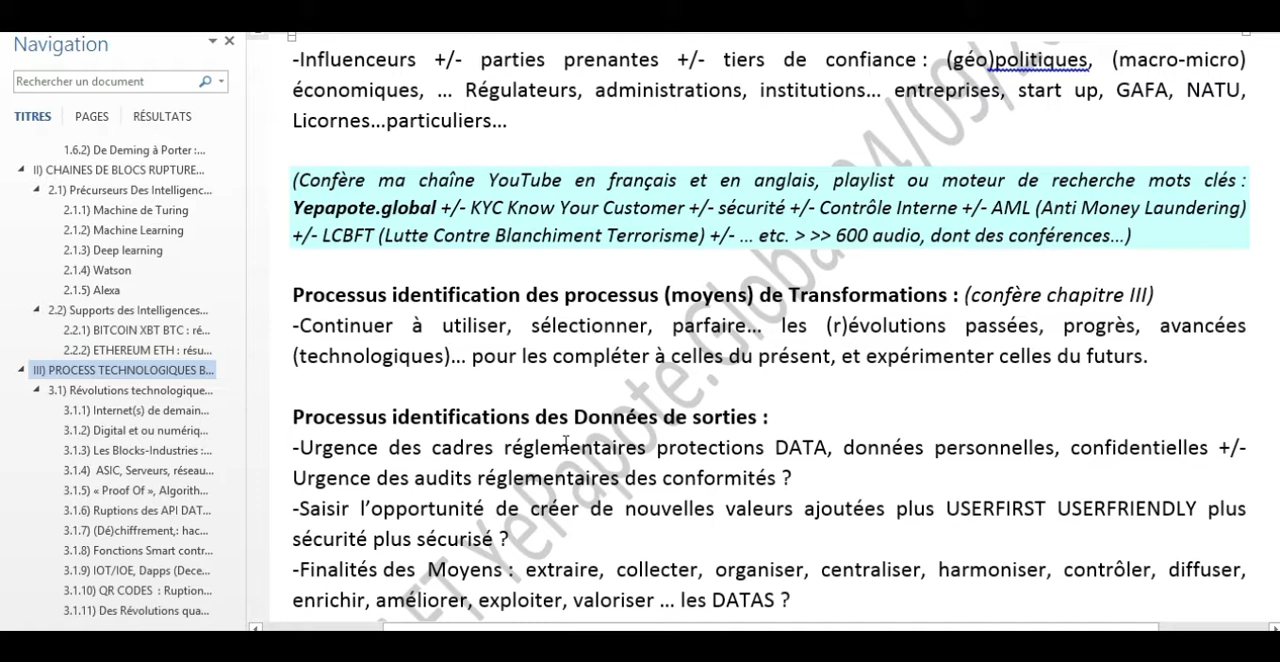 Navigation
Rechercher un document
TITRES PAGES RÉSULTATS
1.6.2) De Deming à Porter :...
II) CHAINES DE BLOCS RUPTURE...
2.1) Précurseurs Des Intelligenc...
2.1.1) Machine de Turing
2.1.2) Machine Learning
2.1.3) Deep learning
2.1.4) Watson
2.1.5) Alexa
2.2) Supports des Intelligences...
2.2.1) BITCOIN XBT BTC : ré...
2.2.2) ETHEREUM ETH : résu...
III) PROCESS TECHNOLOGIQUES B...
3.1) Révolutions technologique...
3.1.1) Internet(s) de demain...
3.1.2) Digital et ou numériq...
3.1.3) Les Blocks-Industries :...
3.1.4) ASIC, Serveurs, réseau...
3.1.5) « Proof Of », Algorith...
3.1.6) Ruptions des API DAT...
3.1.7) (Dé)chiffrement,: hac...
3.1.8) Fonctions Smart contr...
3.1.9) IOT/IOE, Dapps (Dece...
3.1.10) QR CODES : Ruption...
3.1.11) Des Révolutions qua...
-Influenceurs +/- parties prenantes +/- tiers de confiance : (géo)politiques, (macro-micro)
économiques, ... Régulateurs, administrations, institutions... entreprises, start up, GAFA, NATU,
Licornes...particuliers...
(Confère ma chaîne YouTube en français et en anglais, playlist ou moteur de recherche mots clés :
Yepapote.global +/- KYC Know Your Customer +/- sécurité +/- Contrôle Interne +/- AML (Anti Money Laundering)
+/- LCBFT (Lutte Contre Blanchiment Terrorisme) +/- ... etc. > >> 600 audio, dont des conférences...)
Processus identification des processus (moyens) de Transformations : (confère chapitre III)
-Continuer à utiliser, sélectionner, parfaire... les (r)évolutions passées, progrès, avancées
(technologiques)... pour les compléter à celles du présent, et expérimenter celles du futurs.
Processus identifications des Données de sorties :
-Urgence des cadres réglementaires protections DATA, données personnelles, confidentielles +/-
Urgence des audits réglementaires des conformités ?
-Saisir l'opportunité de créer de nouvelles valeurs ajoutées plus USERFIRST USERFRIENDLY plus
sécurité plus sécurisé ?
-Finalités des Moyens : extraire, collecter, organiser, centraliser, harmoniser, contrôler, diffuser,
enrichir, améliorer, exploiter, valoriser ... les DATAS ?